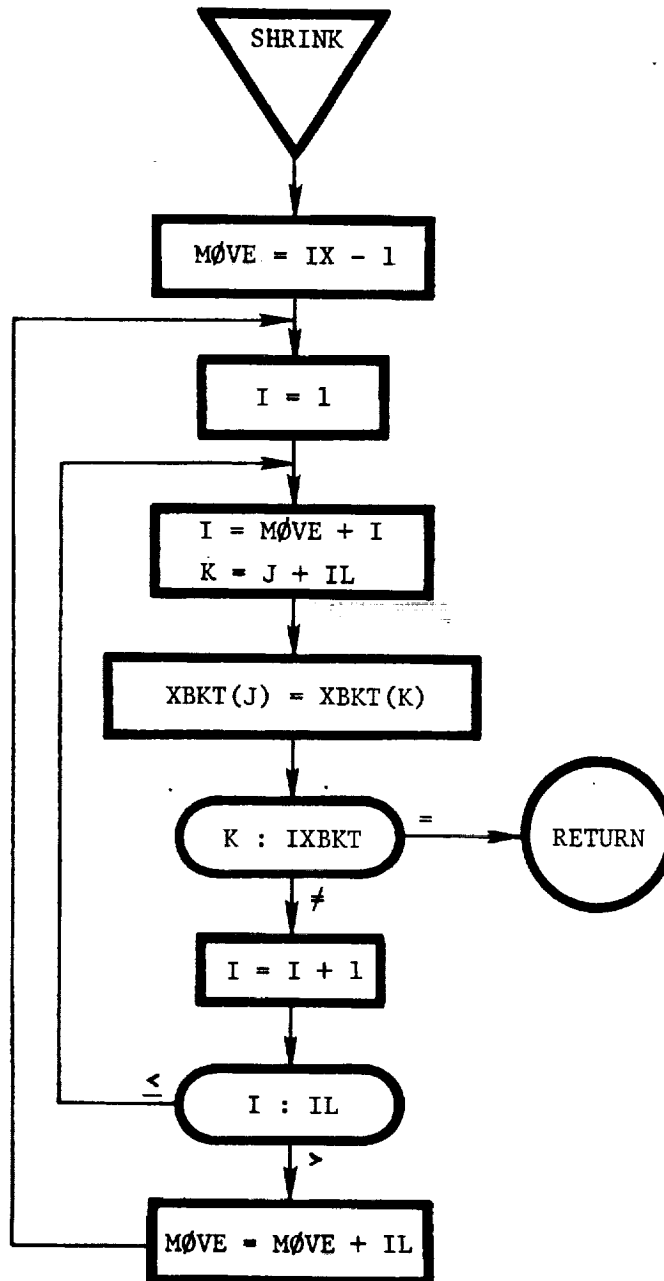 SHRINK
MØVE = IX - 1
I = 1
I = MØVE + I
K = J + IL
XBKT(J) = XBKT(K)
K : IXBKT
=
RETURN
≠
I = I + 1
≤
I : IL
>
MØVE = MØVE + IL